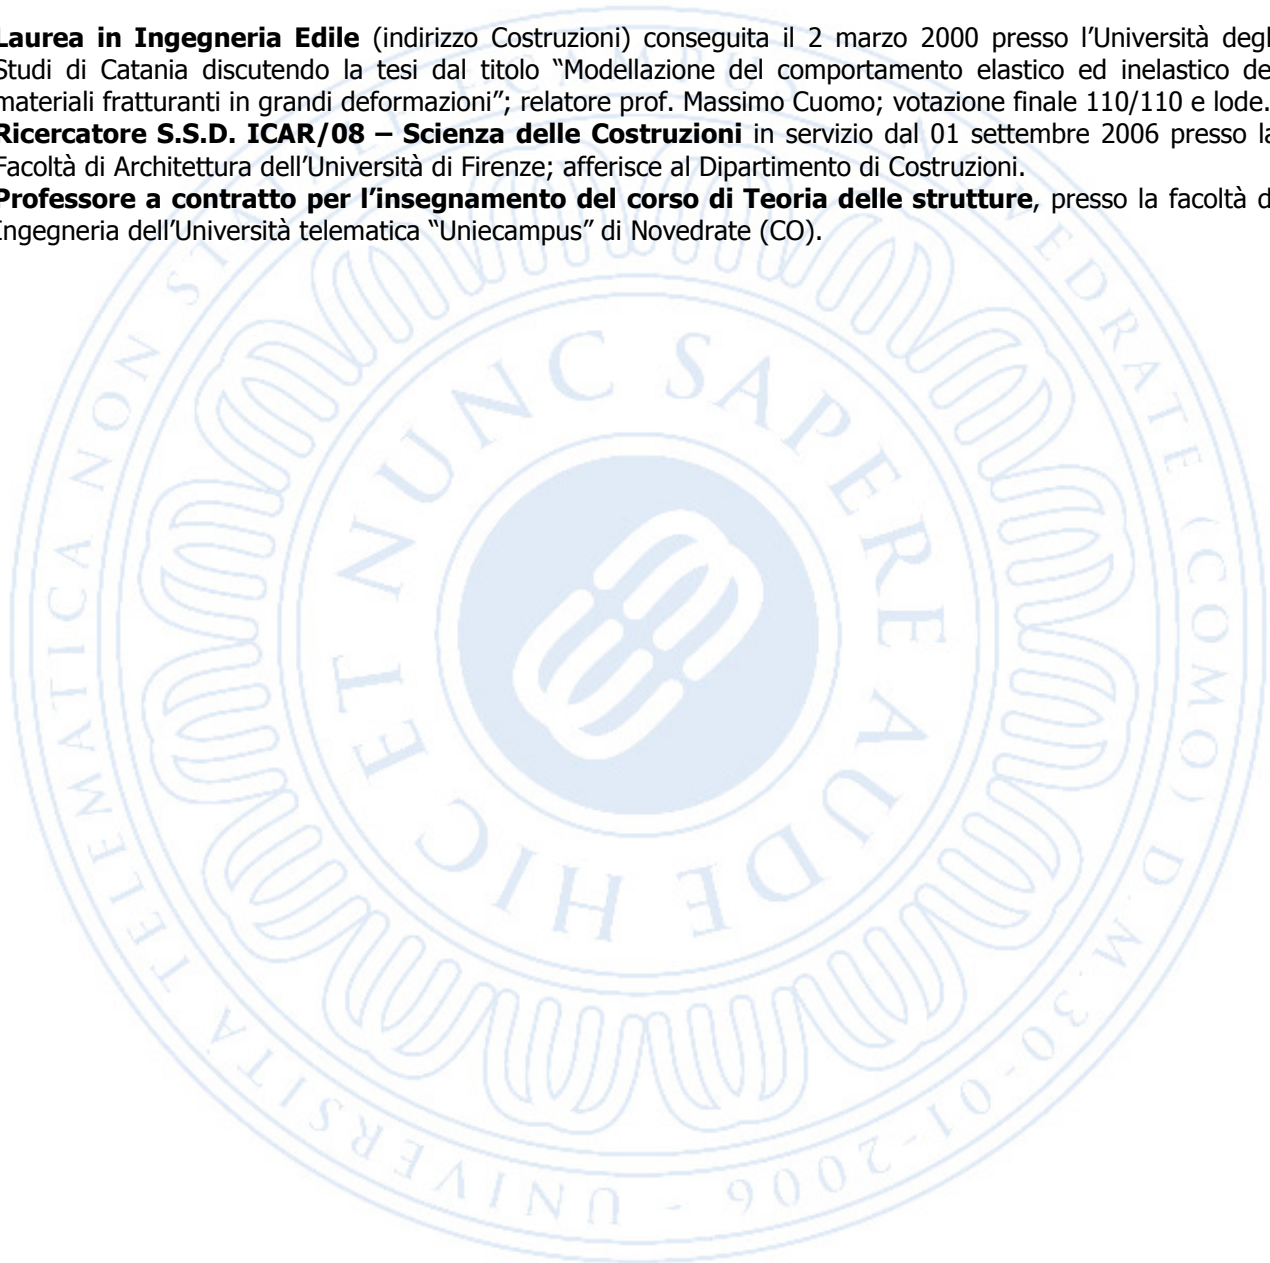 Laurea in Ingegneria Edile (indirizzo Costruzioni) conseguita il 2 marzo 2000 presso l’Università degl
Studi di Catania discutendo la tesi dal titolo “Modellazione del comportamento elastico ed inelastico de
materiali fratturanti in grandi deformazioni”; relatore prof. Massimo Cuomo; votazione finale 110/110 e lode.
Ricercatore S.S.D. ICAR/08 – Scienza delle Costruzioni in servizio dal 01 settembre 2006 presso la
Facoltà di Architettura dell’Università di Firenze; afferisce al Dipartimento di Costruzioni.
Professore a contratto per l’insegnamento del corso di Teoria delle strutture, presso la facoltà d
Ingegneria dell’Università telematica “Uniecampus” di Novedrate (CO).
HIC ET NUNC SAPERE AUDE
UNIVERSITÀ TELEMATICA NON ST
ECAMPUS
VEDRATE (COMO) D.M. 30-01-2006 -